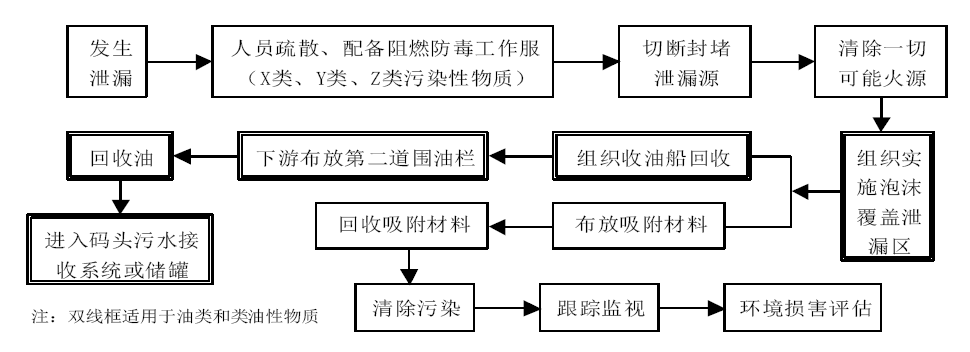 发生
泄漏
人员疏散、配备阻燃防毒工作服
（X类、Y类、Z类污染性物质）
切断封堵
泄漏源
清除一切
可能火源
组织实
施泡沫
覆盖泄
漏区
组织收油船回收
下游布放第二道围油栏
回收油
进入码头污水接
收系统或储罐
布放吸附材料
回收吸附材料
清除污染
跟踪监视
环境损害评估
注：双线框适用于油类和类油性物质